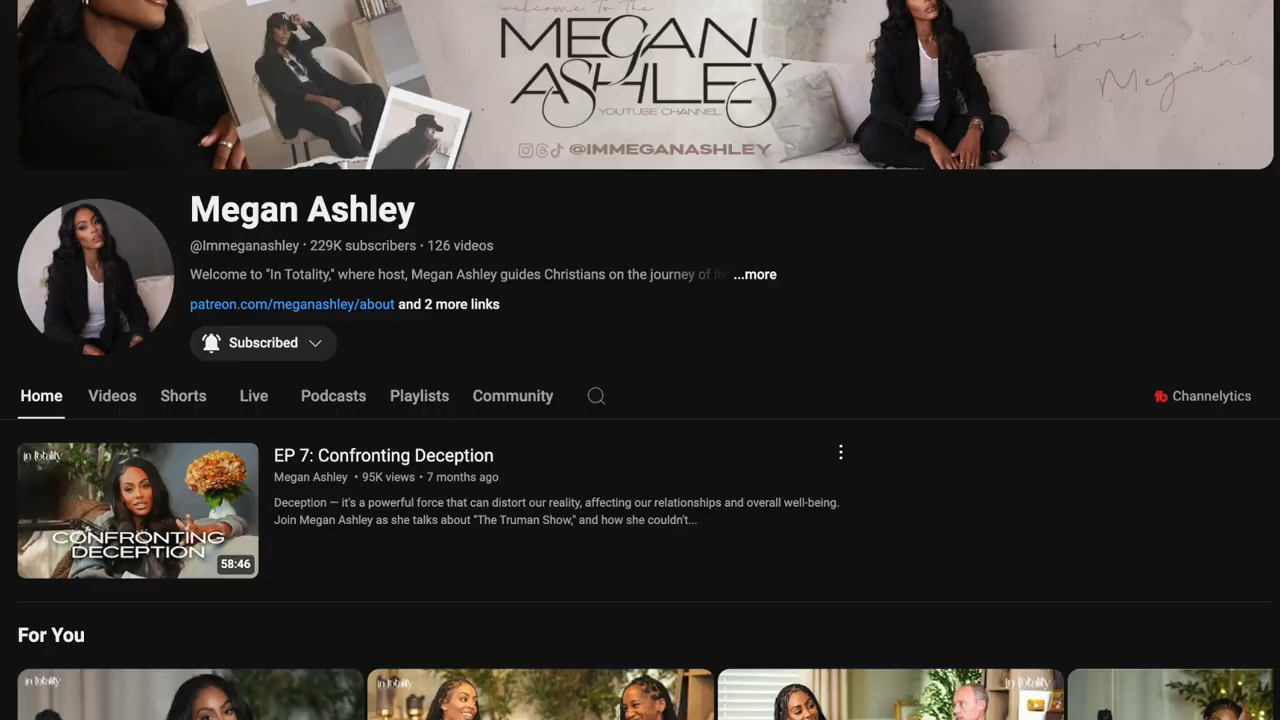 welcome to the
MEGAN
ASHLEY
YOUTUBE CHANNEL
@IMMEGANASHLEY
Love,
Megan
Megan Ashley
@Immeganashley · 229K subscribers · 126 videos
Welcome to "In Totality," where host, Megan Ashley guides Christians on the journey of ...more
patreon.com/meganashley/about and 2 more links
Subscribed
Home Videos Shorts Live Podcasts Playlists Community
Channelytics
in totality
CONFRONTING
DECEPTION
58:46
EP 7: Confronting Deception
Megan Ashley • 95K views • 7 months ago
Deception — it's a powerful force that can distort our reality, affecting our relationships and overall well-being.
Join Megan Ashley as she talks about "The Truman Show," and how she couldn't...
For You
in totality
in totality
in totality